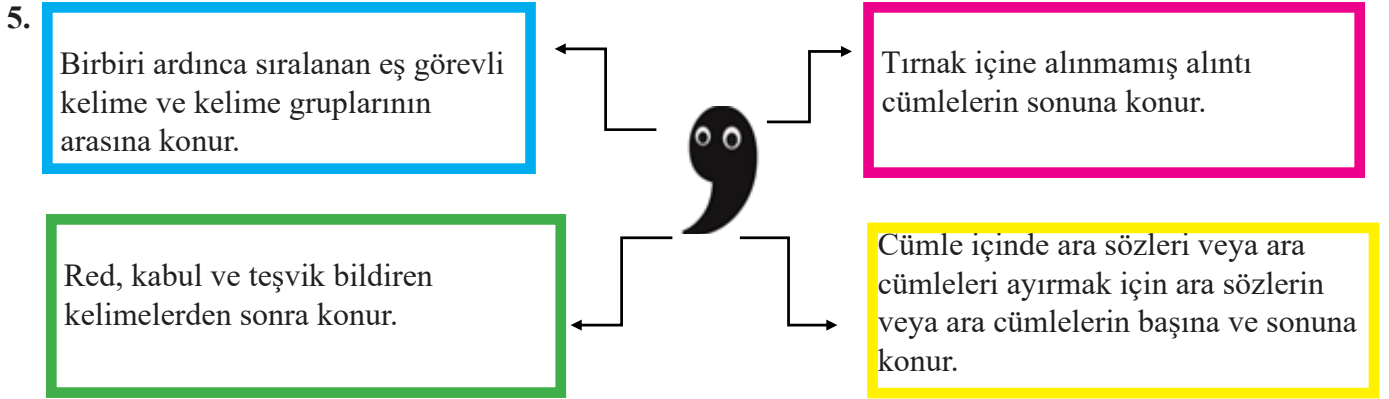 5.
Birbiri ardınca sıralanan eş görevli
kelime ve kelime gruplarının
arasına konur.
Tırnak içine alınmamış alıntı
cümlelerin sonuna konur.
Red, kabul ve teşvik bildiren
kelimelerden sonra konur.
Cümle içinde ara sözleri veya ara
cümleleri ayırmak için ara sözlerin
veya ara cümlelerin başına ve sonuna
konur.